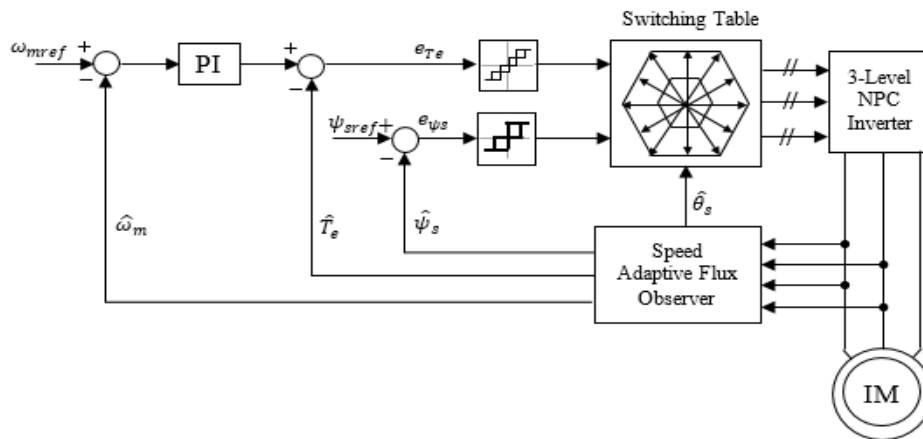 Switching Table
ω_mref + −
PI
+ −
e_Te
3-Level
NPC
Inverter
ψ_sref + −
e_ψs
ω̂_m
T̂_e
ψ̂_s
θ̂_s
Speed
Adaptive Flux
Observer
IM